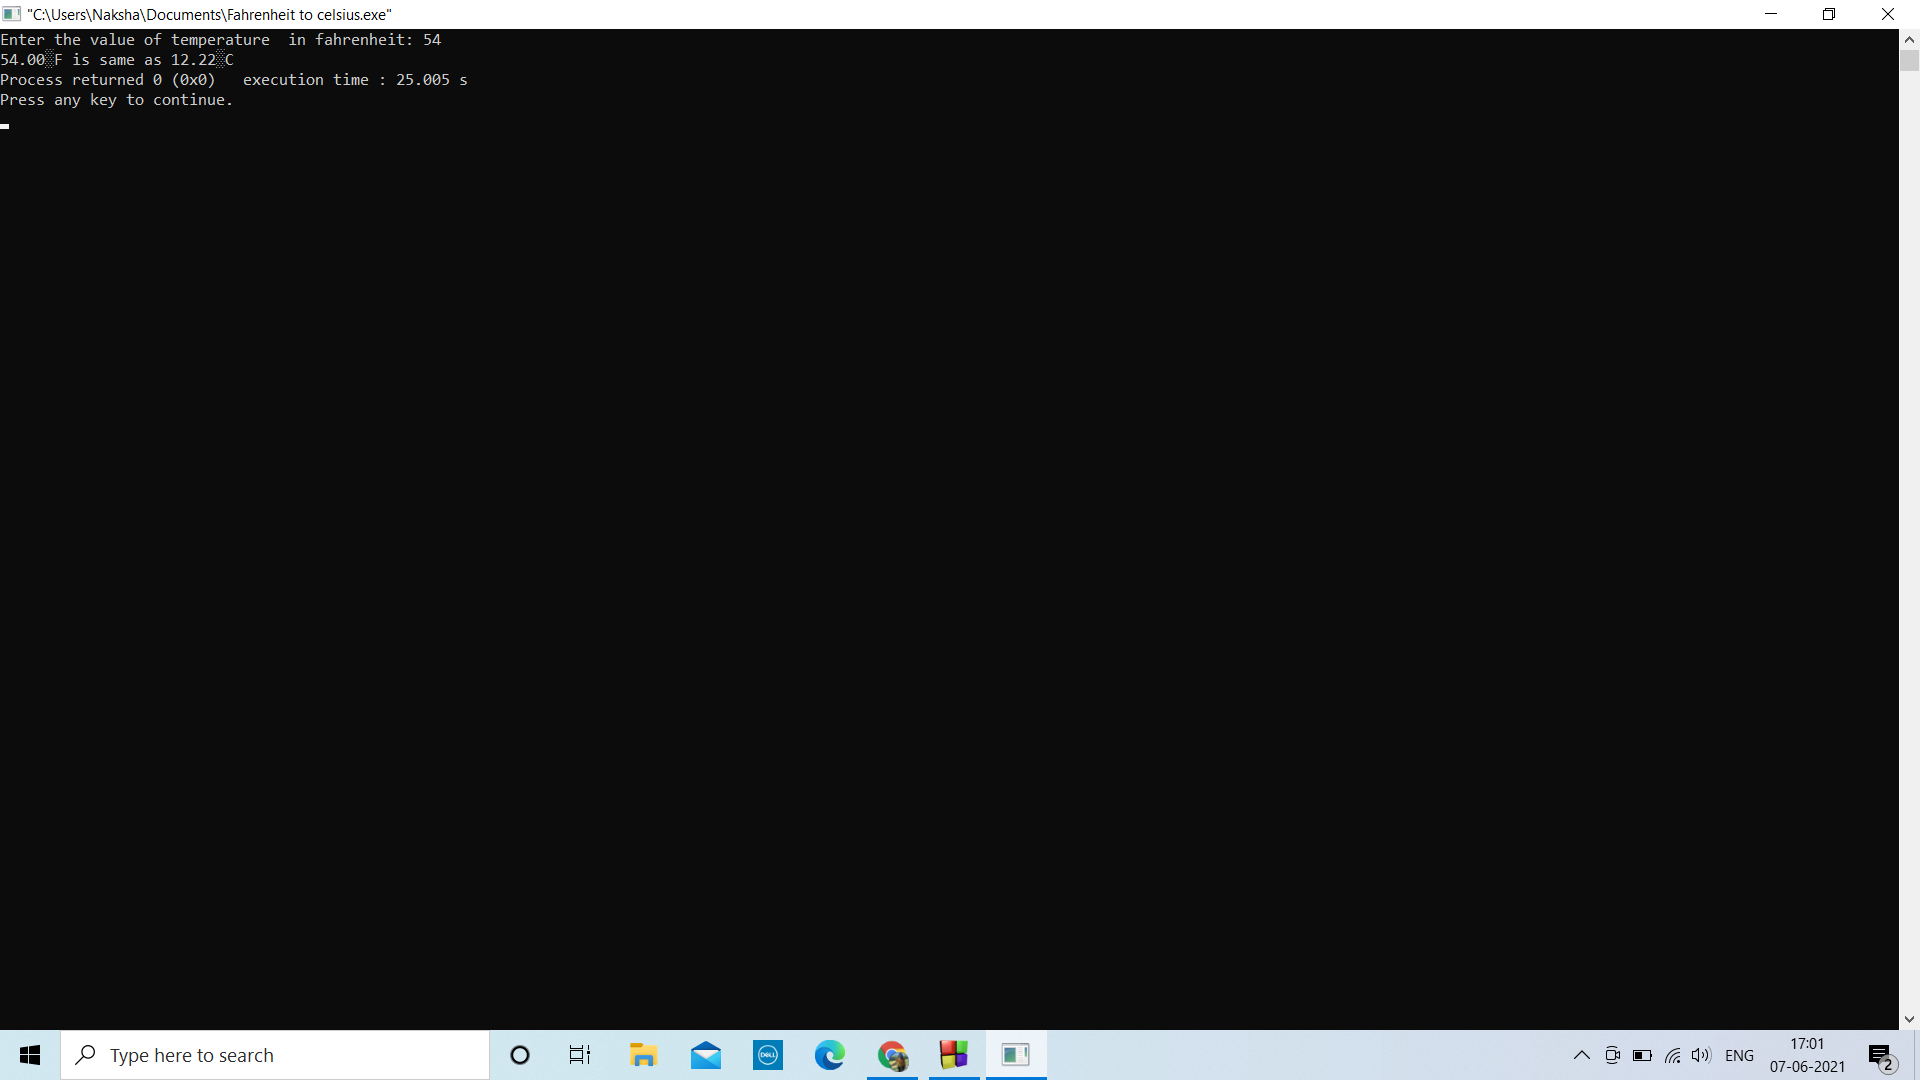 "C:\Users\Naksha\Documents\Fahrenheit to celsius.exe"
Enter the value of temperature  in fahrenheit: 54
54.00░F is same as 12.22░C
Process returned 0 (0x0)   execution time : 25.005 s
Press any key to continue.
Type here to search
DELL
ENG
17:01
07-06-2021
2